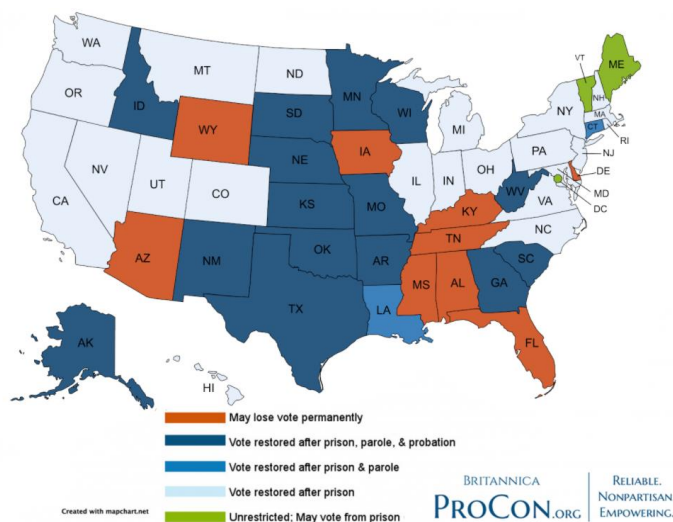 WA
MT
ND
MN
VT
ME
OR
ID
SD
WI
NY
NH
MA
CT
RI
WY
MI
NJ
NE
IA
PA
DE
NV
UT
CO
IL
IN
OH
WV
MD
CA
KS
MO
KY
VA
DC
AZ
NM
OK
AR
TN
NC
SC
TX
MS
AL
GA
LA
AK
HI
FL
May lose vote permanently
Vote restored after prison, parole, & probation
Vote restored after prison & parole
Vote restored after prison
Unrestricted; May vote from prison
Created with mapchart.net
BRITANNICA
PROCON.ORG
RELIABLE.
NONPARTISAN.
EMPOWERING.